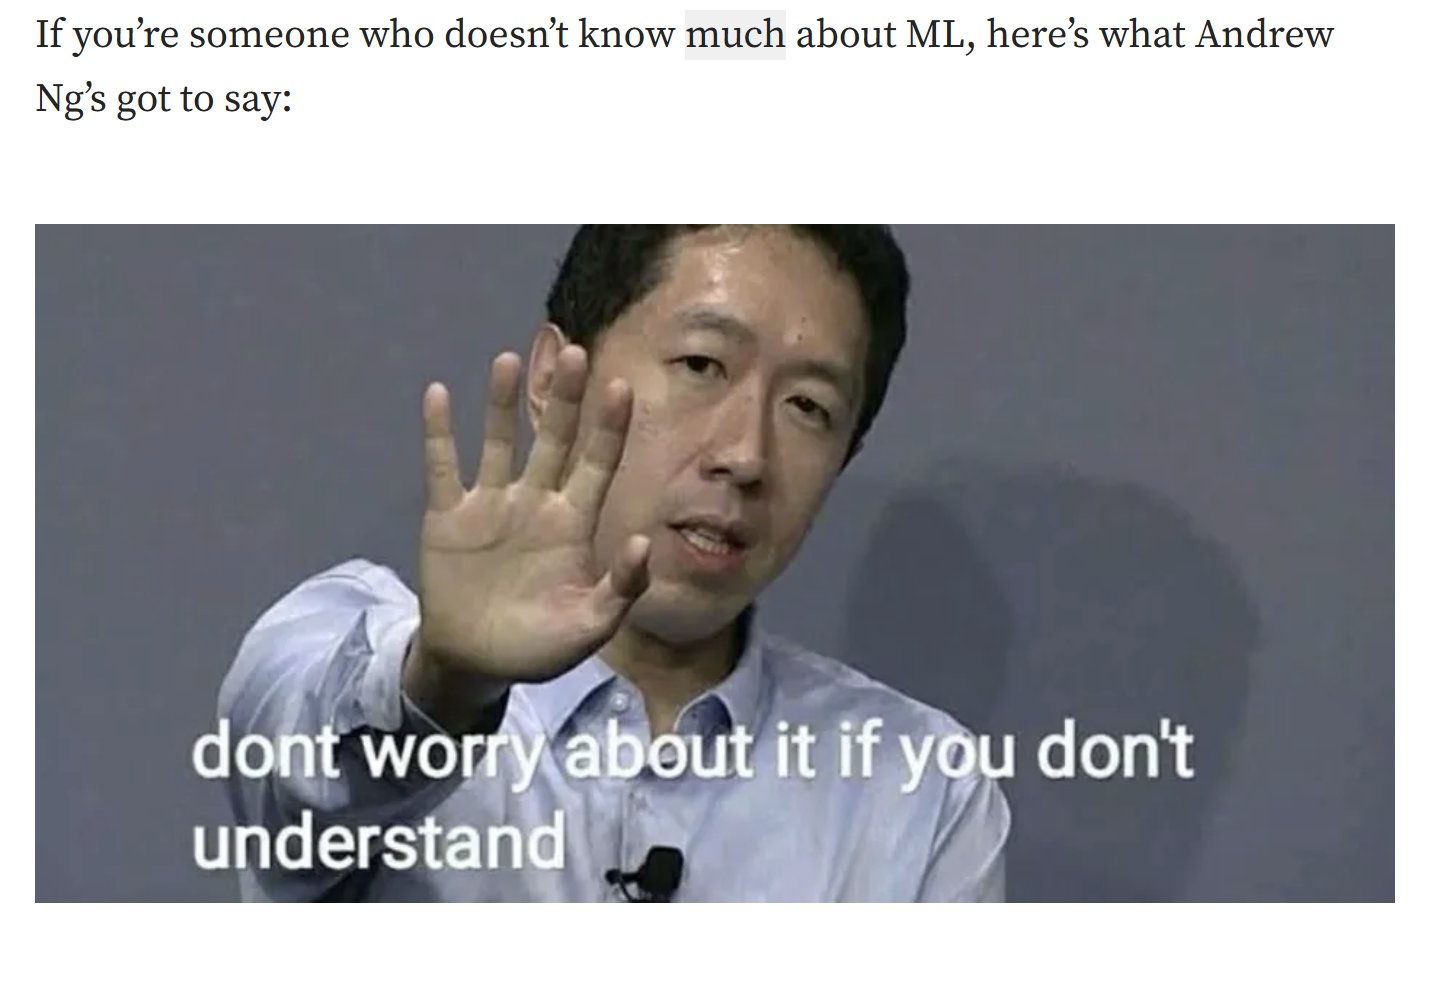 If you’re someone who doesn’t know much about ML, here’s what Andrew
Ng’s got to say:
dont worry about it if you don't
understand